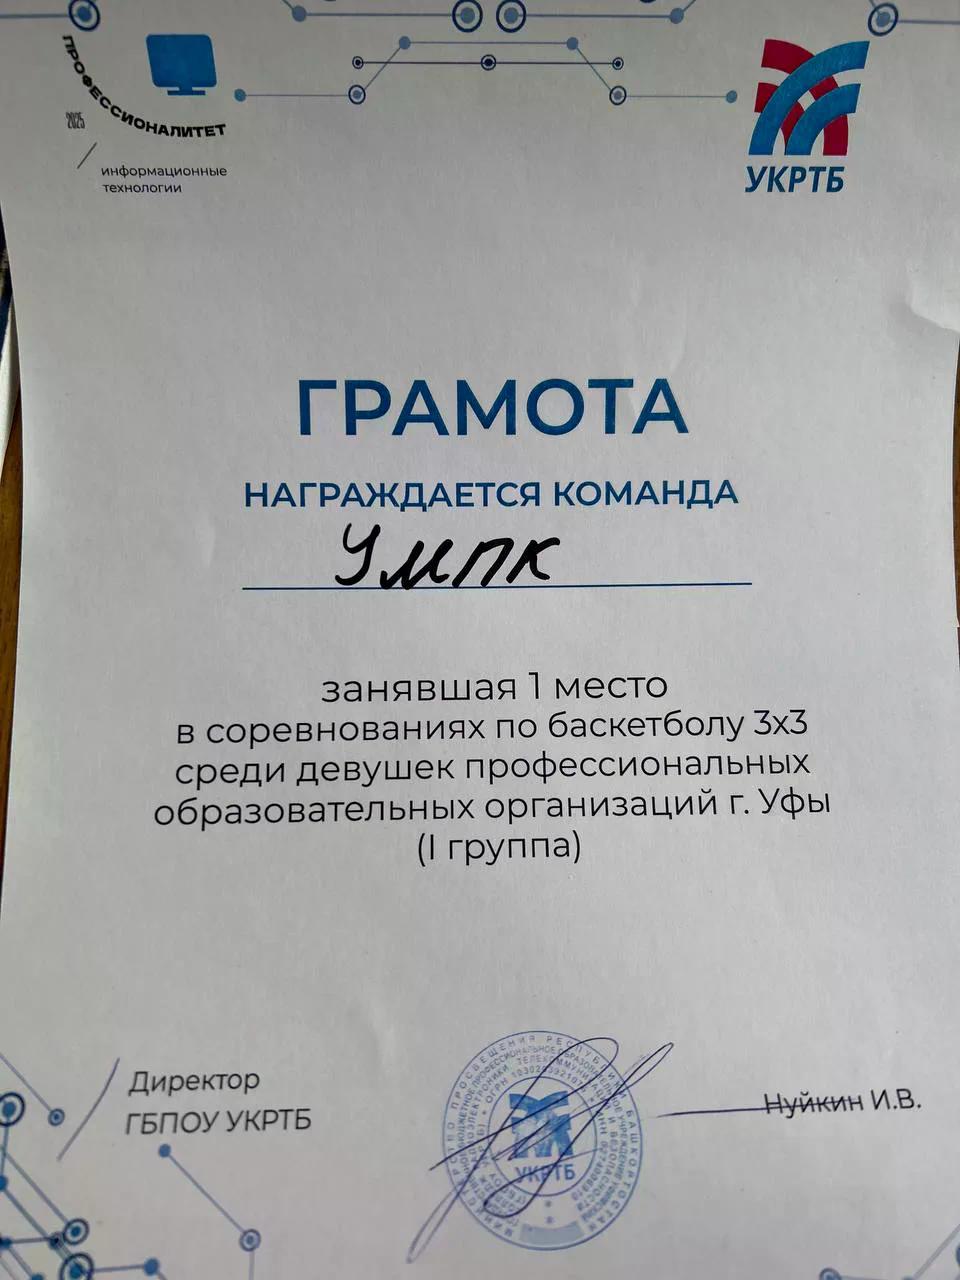 ПРОФЕССИОНАЛИТЕТ
2025
информационные
технологии
УКРТБ
ГРАМОТА
НАГРАЖДАЕТСЯ КОМАНДА
УМПК
занявшая 1 место
в соревнованиях по баскетболу 3х3
среди девушек профессиональных
образовательных организаций г. Уфы
(I группа)
Директор
ГБПОУ УКРТБ
Нуйкин И.В.
УКРТБ